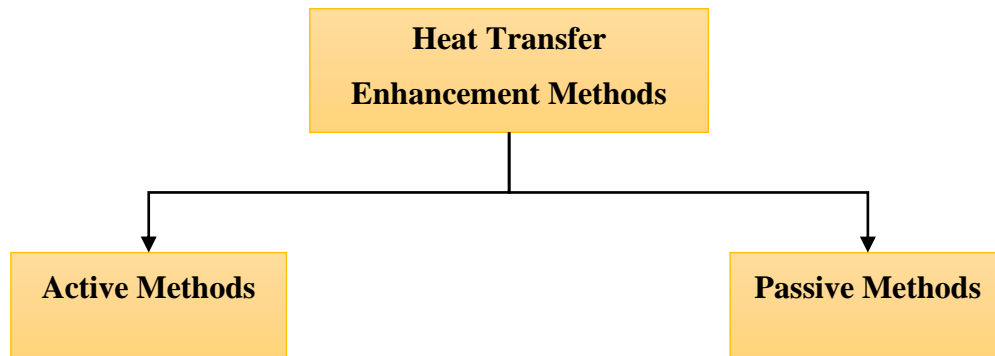 Heat Transfer
Enhancement Methods
Active Methods
Passive Methods